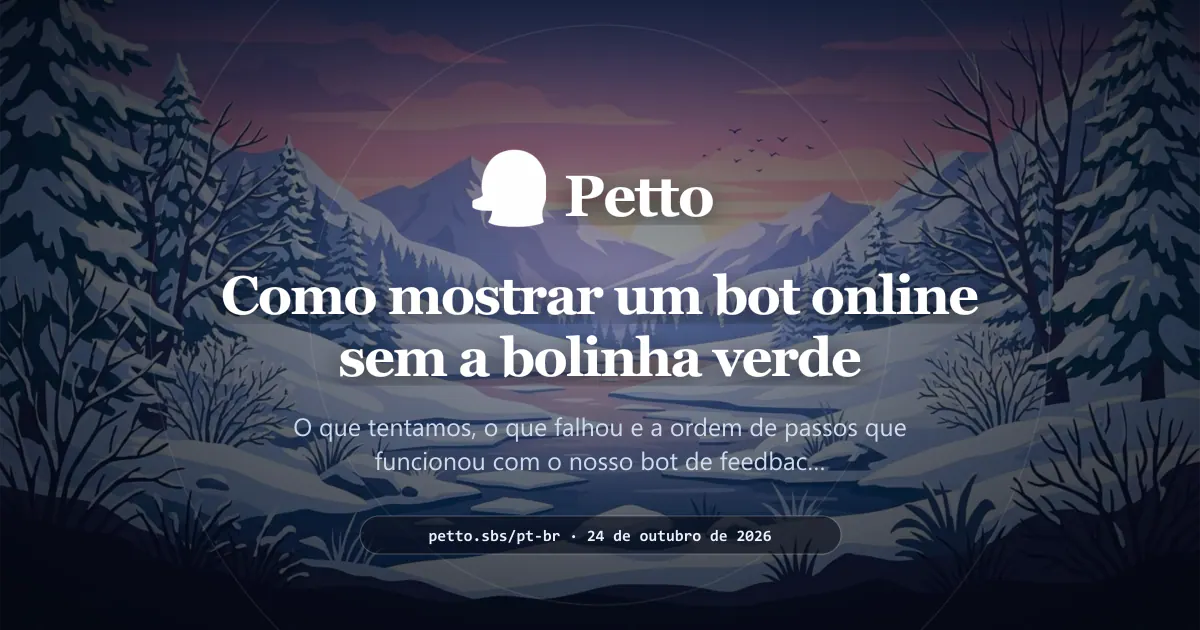 Petto
Como mostrar um bot online
sem a bolinha verde
O que tentamos, o que falhou e a ordem de passos que
funcionou com o nosso bot de feedbac…
petto.sbs/pt-br · 24 de outubro de 2026